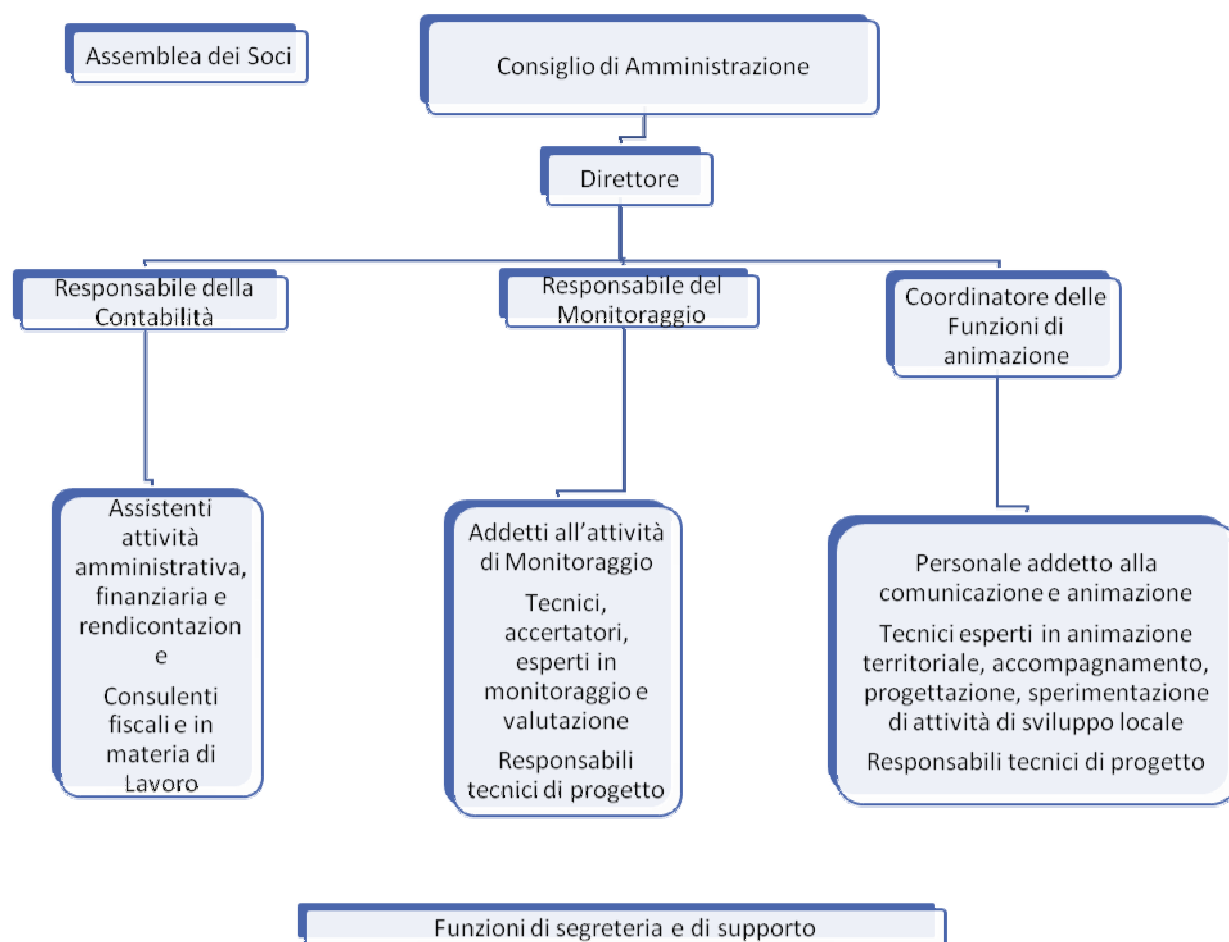 Assemblea dei Soci
Consiglio di Amministrazione
Direttore
Responsabile della
Contabilità
Responsabile del
Monitoraggio
Coordinatore delle
Funzioni di
animazione
Assistenti
attività
amministrativa,
finanziaria e
rendicontazion
e
Consulenti
fiscali e in
materia di
Lavoro
Addetti all’attività
di Monitoraggio
Tecnici,
accertatori,
esperti in
monitoraggio e
valutazione
Responsabili
tecnici di progetto
Personale addetto alla
comunicazione e animazione
Tecnici esperti in animazione
territoriale, accompagnamento,
progettazione, sperimentazione
di attività di sviluppo locale
Responsabili tecnici di progetto
Funzioni di segreteria e di supporto